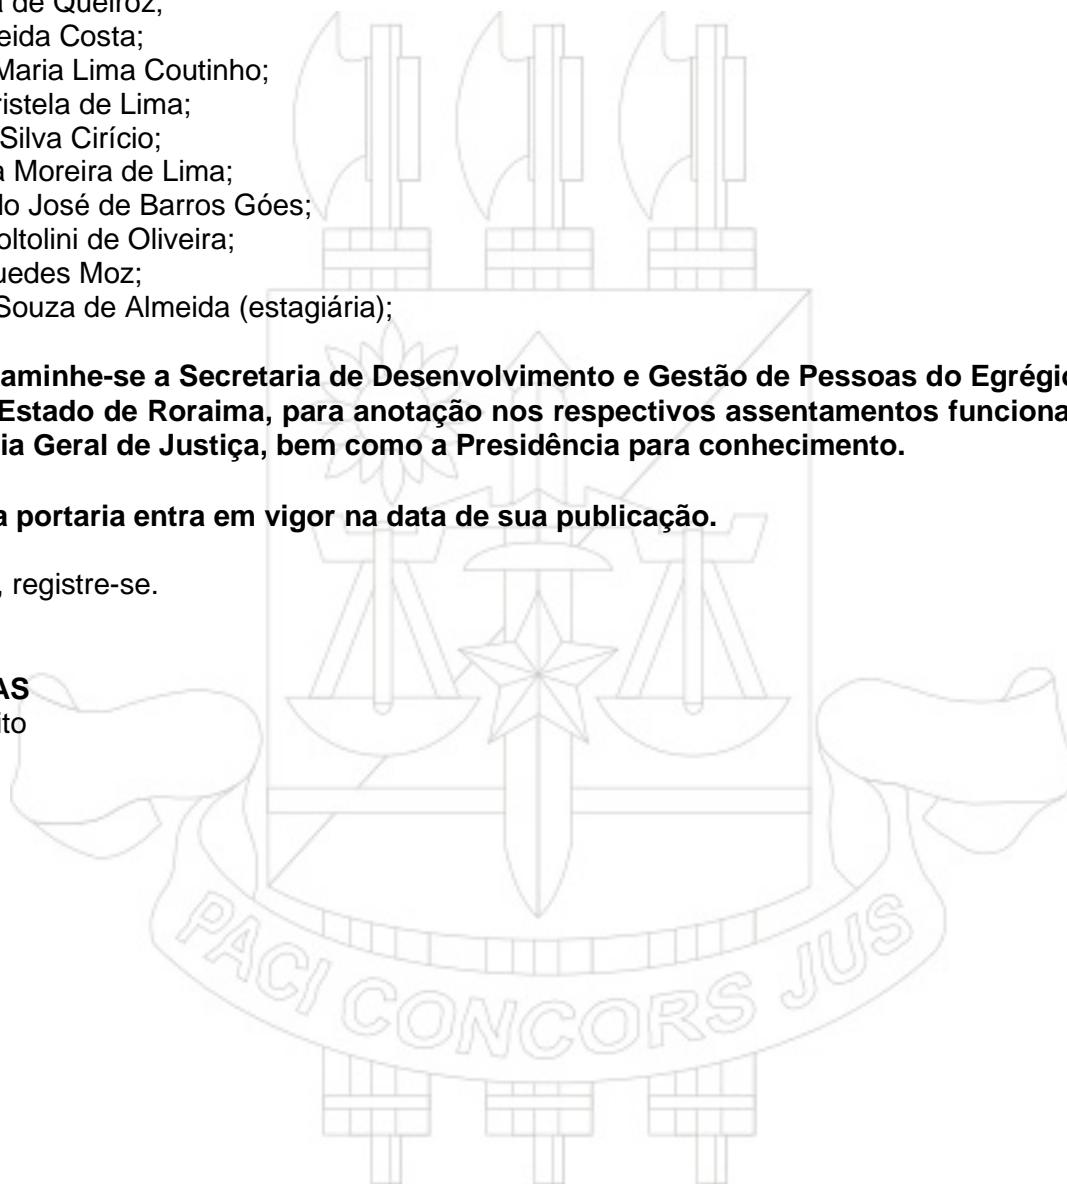 a de Queiroz;
eida Costa;
Maria Lima Coutinho;
ristela de Lima;
Silva Cirício;
a Moreira de Lima;
do José de Barros Góes;
oltolini de Oliveira;
uedes Moz;
Souza de Almeida (estagiária);
aminhe-se a Secretaria de Desenvolvimento e Gestão de Pessoas do Egrégio
Estado de Roraima, para anotação nos respectivos assentamentos funciona
ia Geral de Justiça, bem como a Presidência para conhecimento.
a portaria entra em vigor na data de sua publicação.
, registre-se.
AS
ito
PACI CONCORS JUS